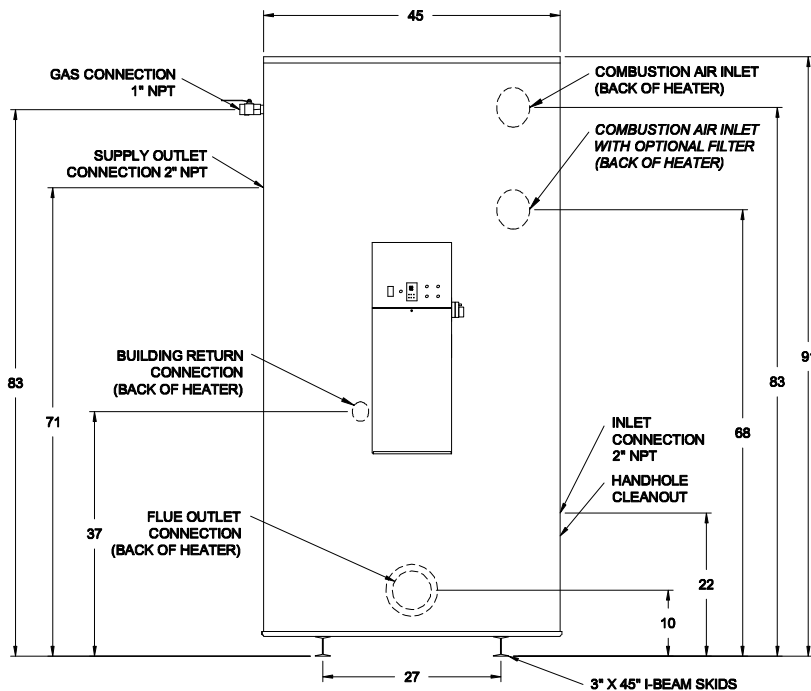 45
GAS CONNECTION
1" NPT
COMBUSTION AIR INLET
(BACK OF HEATER)
SUPPLY OUTLET
CONNECTION 2" NPT
COMBUSTION AIR INLET
WITH OPTIONAL FILTER
(BACK OF HEATER)
BUILDING RETURN
CONNECTION
(BACK OF HEATER)
83
71
37
83
91
68
INLET
CONNECTION
2" NPT
HANDHOLE
CLEANOUT
FLUE OUTLET
CONNECTION
(BACK OF HEATER)
22
10
27
3" X 45" I-BEAM SKIDS